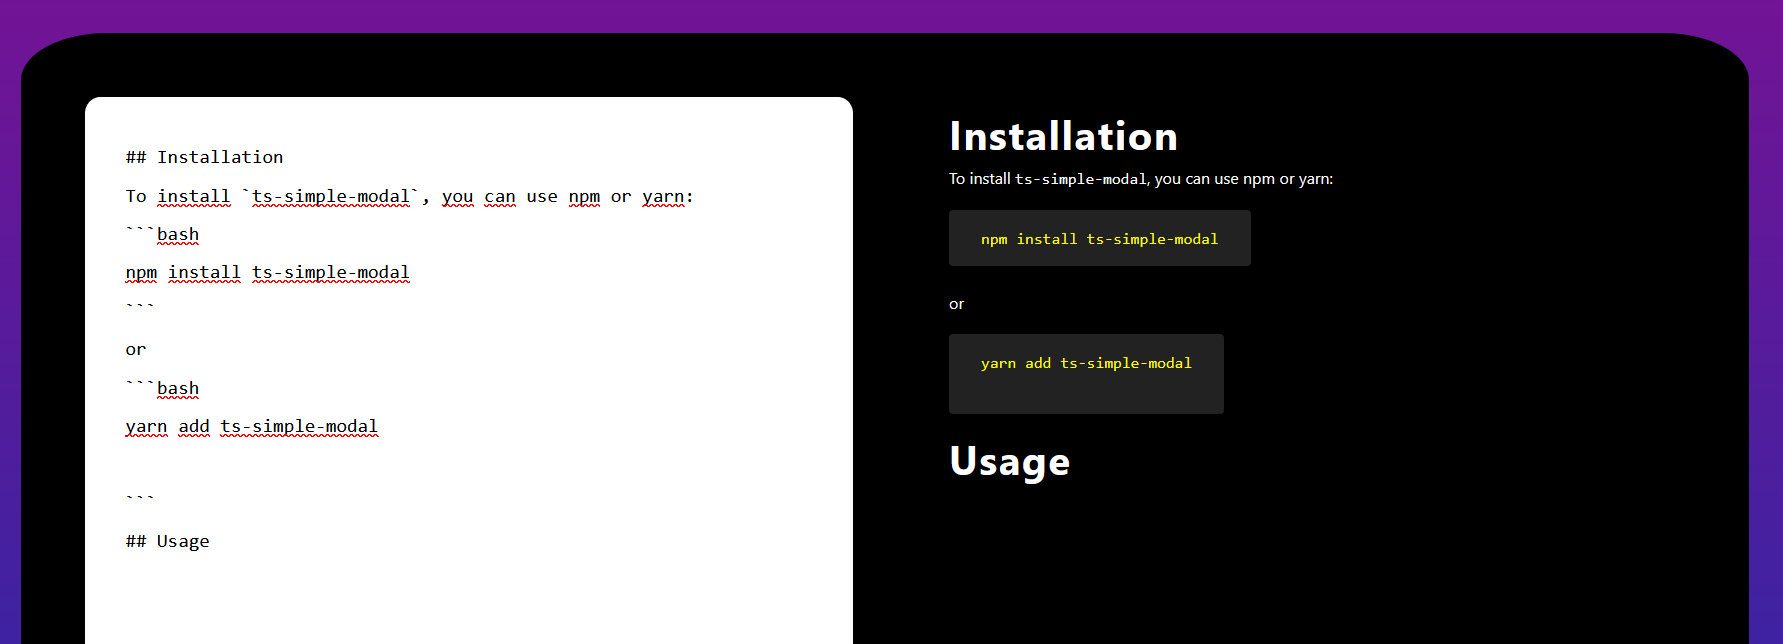 ## Installation
To install `ts-simple-modal`, you can use npm or yarn:
```bash
npm install ts-simple-modal
```
or
```bash
yarn add ts-simple-modal
```
## Usage
Installation
To install ts-simple-modal, you can use npm or yarn:
npm install ts-simple-modal
or
yarn add ts-simple-modal
Usage